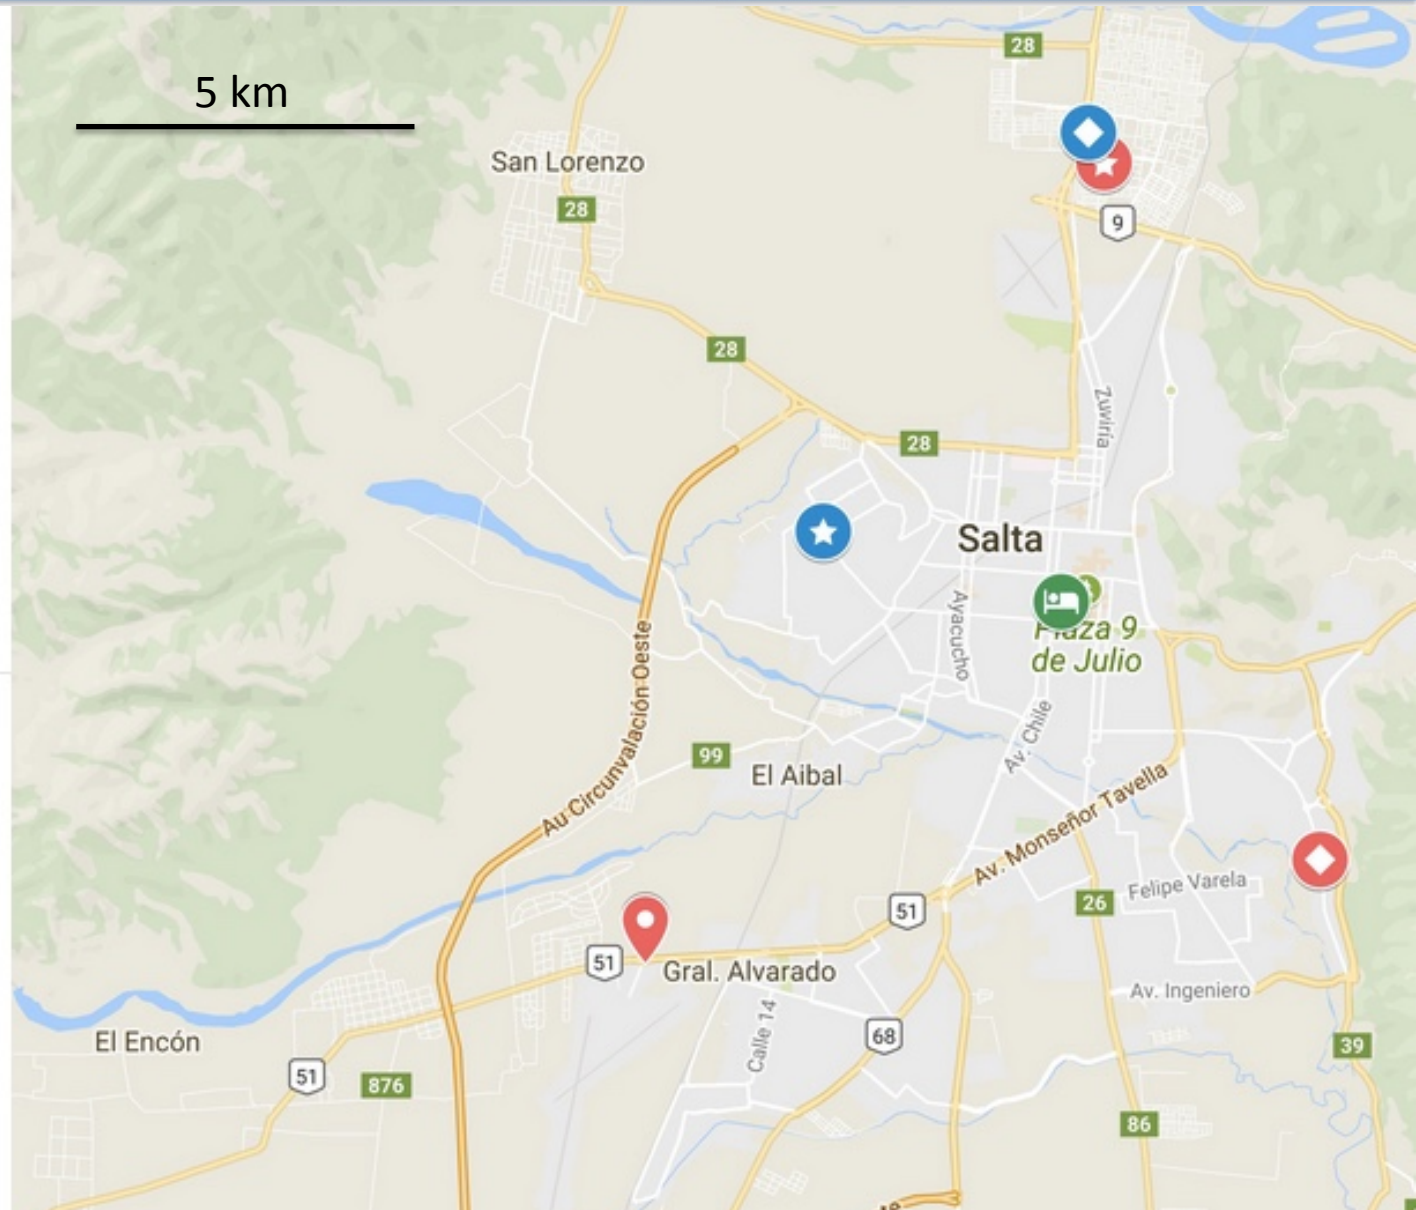 28
5 km
San Lorenzo
28
9
28
Zuviría
28
Salta
Ayacucho
Plaza 9
de Julio
Au Circunvalación Oeste
Av. Chile
99
El Aibal
Av. Monseñor Tavella
Felipe Varela
26
51
51
Gral. Alvarado
Av. Ingeniero
Calle 14
68
El Encón
39
51
876
86